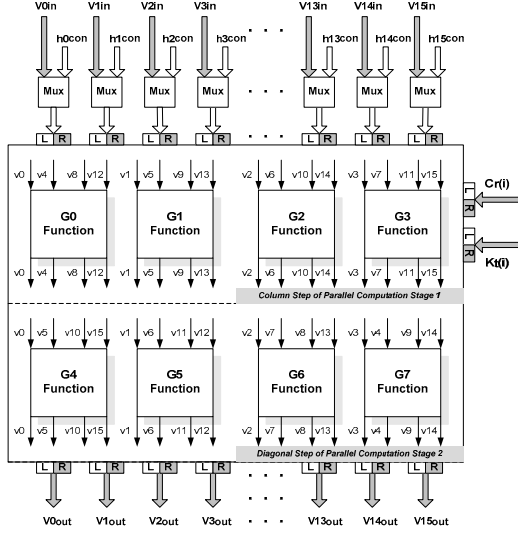 V0in V1in V2in V3in V13in V14in V15in
h0con h1con h2con h3con h13con h14con h15con
Mux Mux Mux Mux Mux Mux Mux
L R L R L R L R L R L R L R
v0 v4 v8 v12 v1 v5 v9 v13 v2 v6 v10 v14 v3 v7 v11 v15
L R Cr(i)
G0 Function G1 Function G2 Function G3 Function
L R Kt(i)
v0 v4 v8 v12 v1 v5 v9 v13 v2 v6 v10 v14 v3 v7 v11 v15
Column Step of Parallel Computation Stage 1
v0 v5 v10 v15 v1 v6 v11 v12 v2 v7 v8 v13 v3 v4 v9 v14
G4 Function G5 Function G6 Function G7 Function
v0 v5 v10 v15 v1 v6 v11 v12 v2 v7 v8 v13 v3 v4 v9 v14
Diagonal Step of Parallel Computation Stage 2
L R L R L R L R L R L R L R
V0out V1out V2out V3out V13out V14out V15out